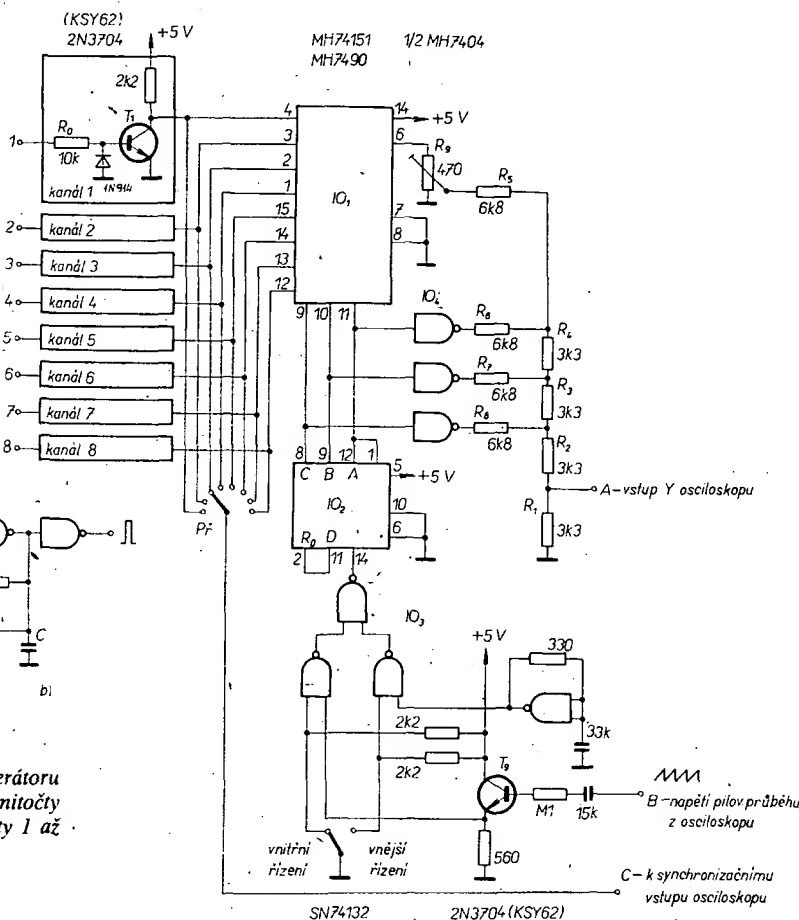 (KSY62)
2N3704
+5 V
MH74151 1/2 MH7404
MH7490
2k2
T1
1
R0
10k
1N914
kanál 1
2 kanál 2
3 kanál 3
4 kanál 4
5 kanál 5
6 kanál 6
7 kanál 7
8 kanál 8
4
3
2
1
15
14
13
12
IO1
14 +5 V
6
R9
470
R5
6k8
7
8
9 10 11
IO4
R6
6k8
R7
6k8
R8
6k8
R4
3k3
R3
3k3
R2
3k3
R1
3k3
A-vstup Y osciloskopu
8 9 12 1
C B A
5 +5 V
IO2
10
6
R0 D
2 11 14
Př
C
b)
IO3
+5 V
330
33k
2k2
2k2
T9
M1
15k
B-napětí pilov. průběhu
z osciloskopu
560
vnitřní
řízení
vnější
řízení
C-k synchronizačnímu
vstupu osciloskopu
SN74132 2N3704 (KSY62)
erátoru
mitočty
ty 1 až